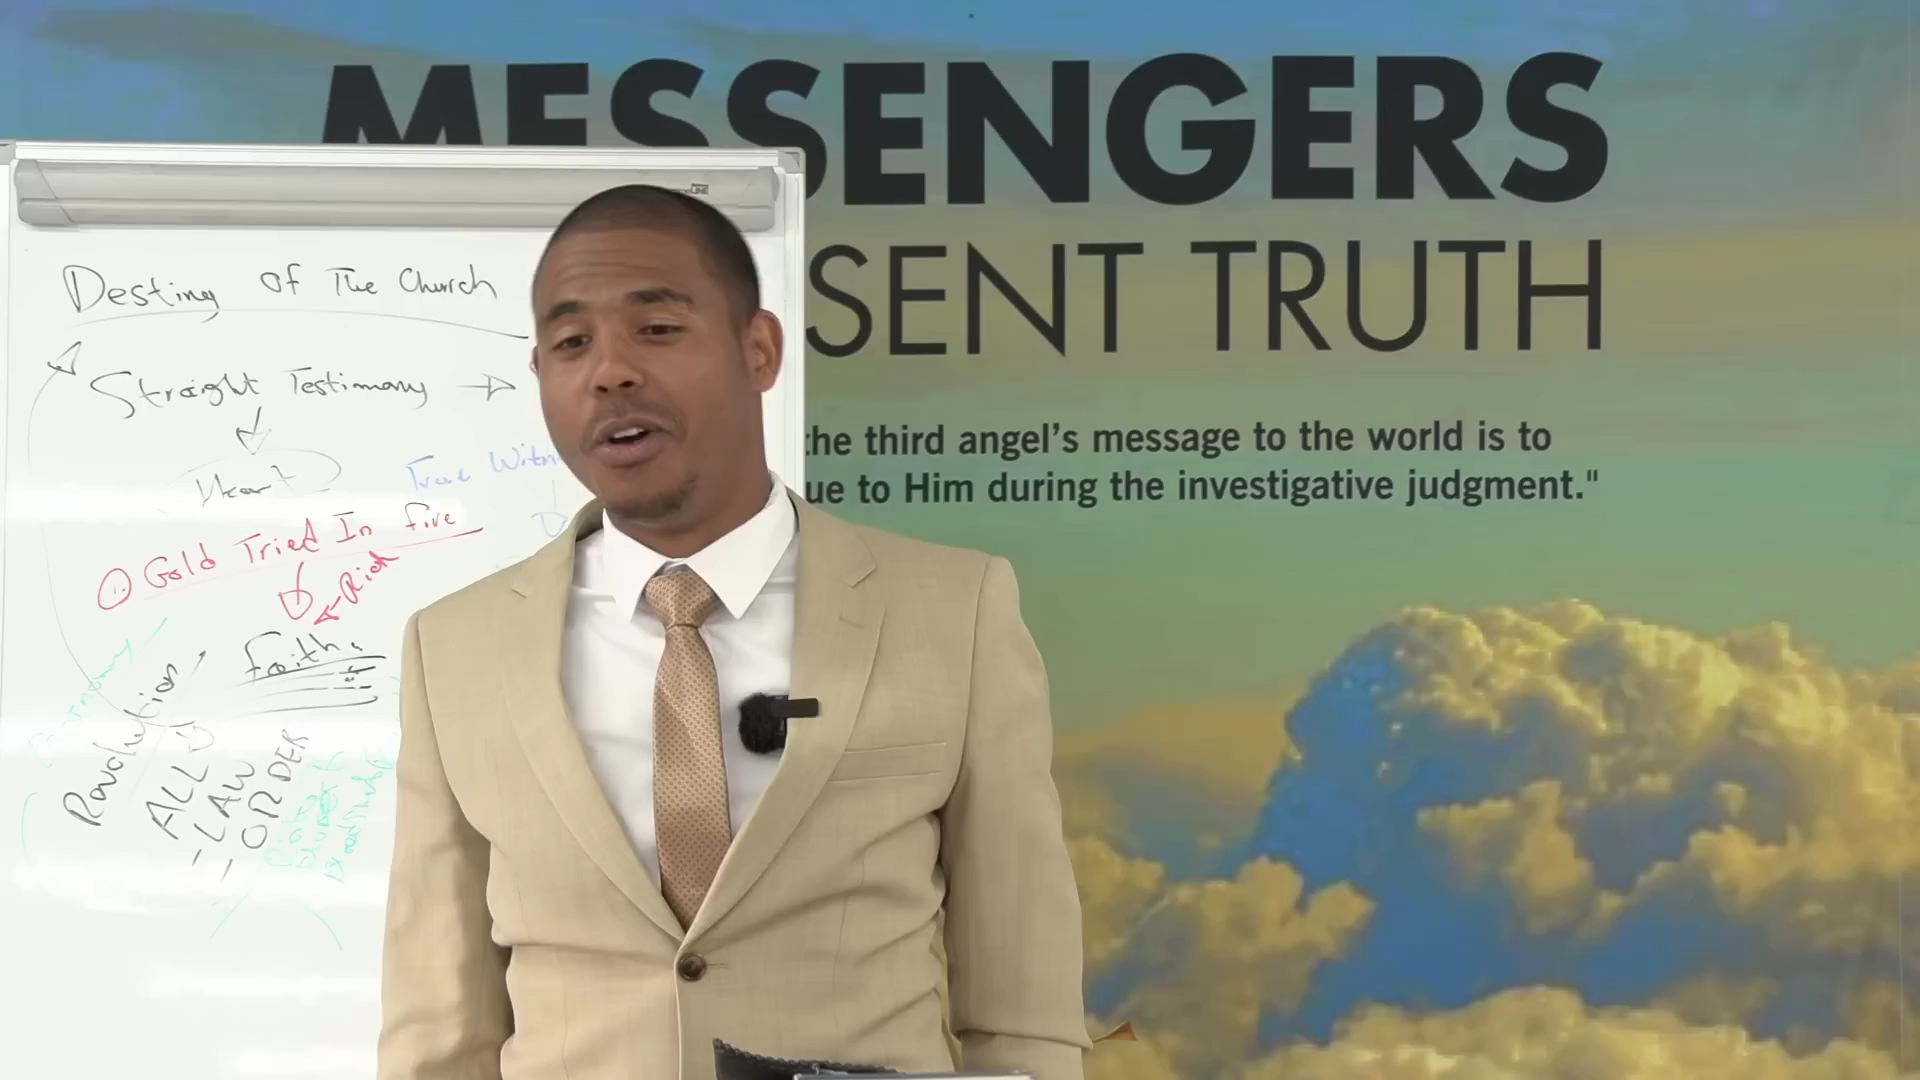 MESSENGERS
SENT TRUTH
the third angel's message to the world is to
ue to Him during the investigative judgment."
Destiny Of The Church
Straight Testimony
Heart
True Witn
1. Gold Tried In fire
Rich
faith
ALL
- LAW
- ORDER